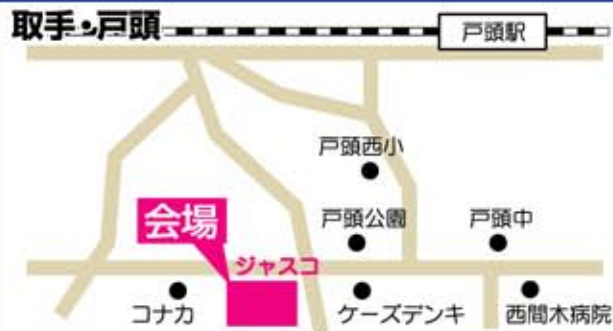 取手・戸頭
戸頭駅
戸頭西小
戸頭公園
戸頭中
会場
ジャスコ
コナカ
ケーズデンキ
西間木病院